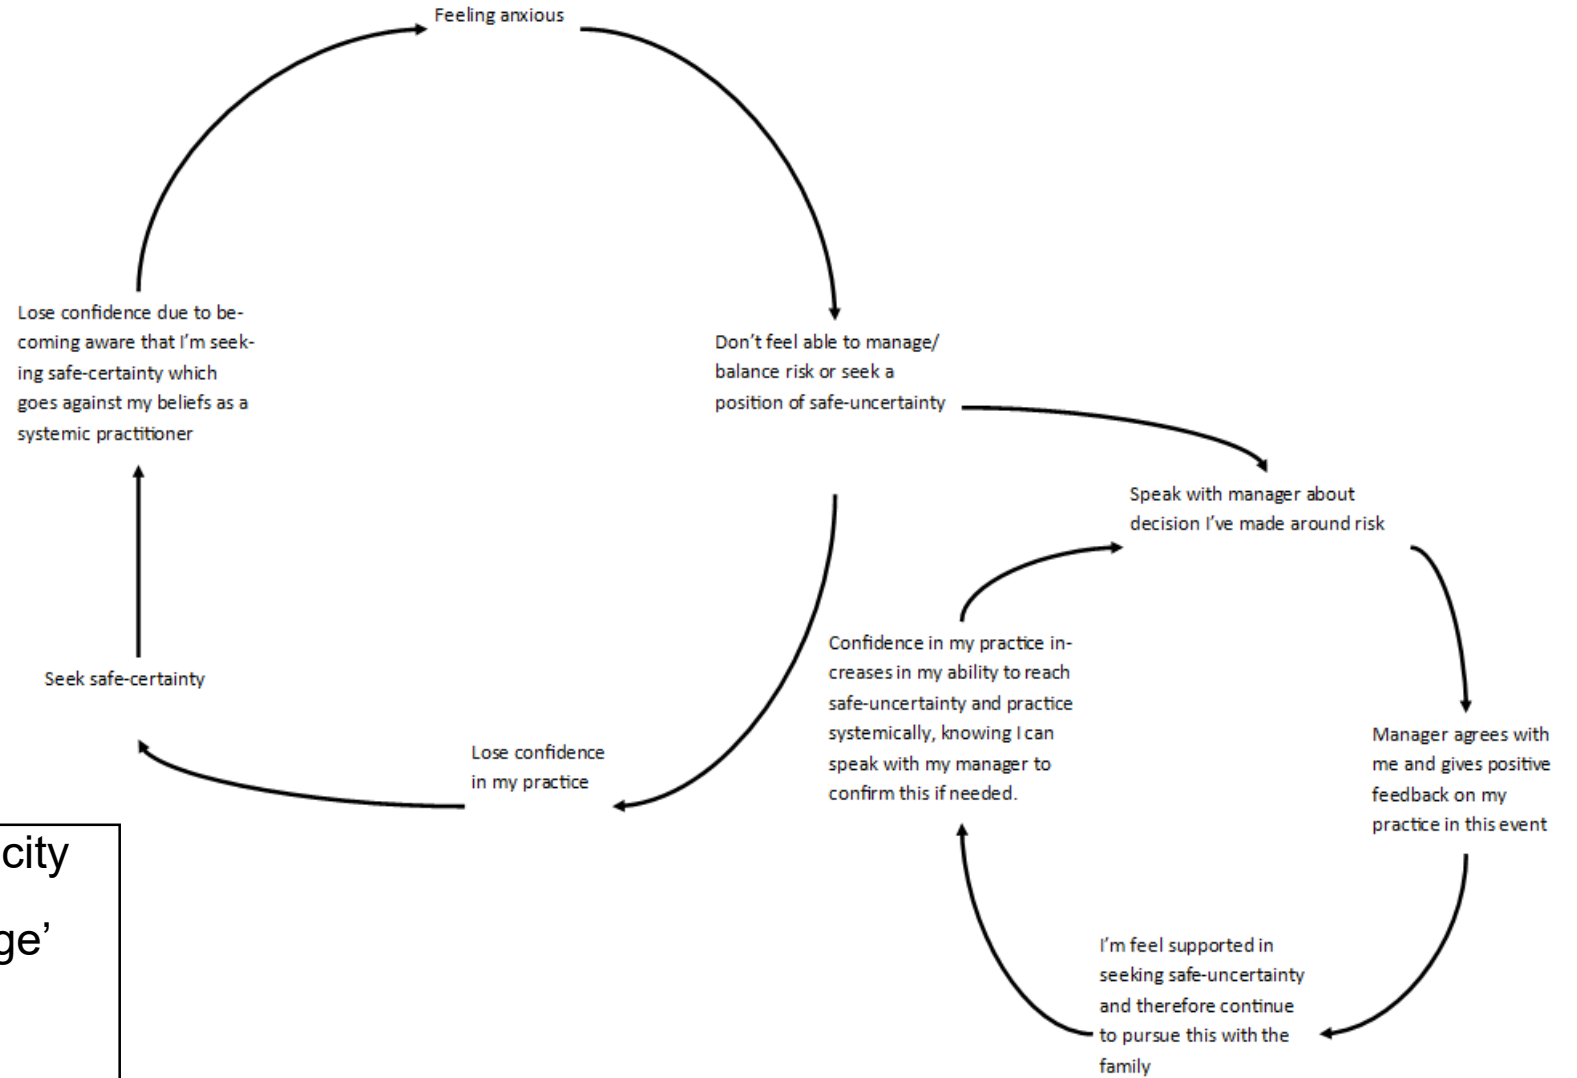 Feeling anxious
Don't feel able to manage/
balance risk or seek a
position of safe-uncertainty
Lose confidence
in my practice
Seek safe-certainty
Lose confidence due to be-
coming aware that I'm seek-
ing safe-certainty which
goes against my beliefs as a
systemic practitioner
Speak with manager about
decision I've made around risk
Manager agrees with
me and gives positive
feedback on my
practice in this event
I'm feel supported in
seeking safe-uncertainty
and therefore continue
to pursue this with the
family
Confidence in my practice in-
creases in my ability to reach
safe-uncertainty and practice
systemically, knowing I can
speak with my manager to
confirm this if needed.
city
ge’